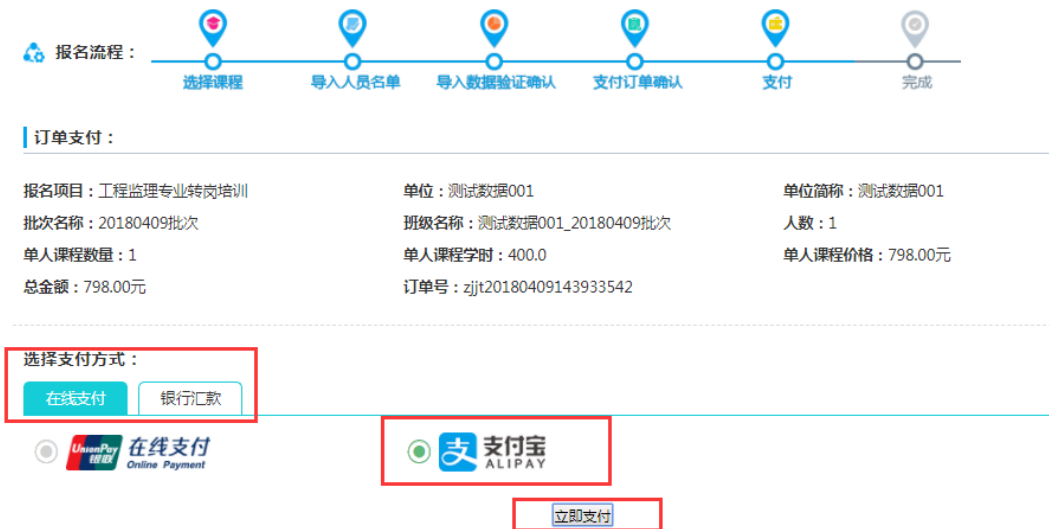 报名流程：
选择课程 导入人员名单 导入数据验证确认 支付订单确认 支付 完成
订单支付：
报名项目：工程监理专业转岗培训 单位：测试数据001 单位简称：测试数据001
批次名称：20180409批次 班级名称：测试数据001_20180409批次 人数：1
单人课程数量：1 单人课程学时：400.0 单人课程价格：798.00元
总金额：798.00元 订单号：zjjt20180409143933542
选择支付方式：
在线支付 银行汇款
UnionPay 银联 在线支付 Online Payment 支 支付宝 ALIPAY
立即支付